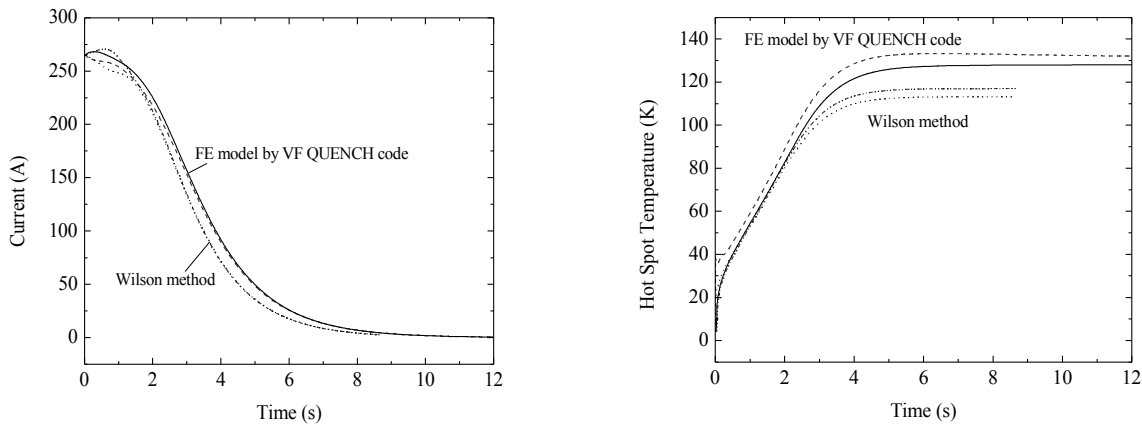 300
250
200
150
100
50
0
Current (A)
FE model by VF QUENCH code
Wilson method
0 2 4 6 8 10 12
Time (s)
140
120
100
80
60
40
20
0
Hot Spot Temperature (K)
FE model by VF QUENCH code
Wilson method
0 2 4 6 8 10 12
Time (s)